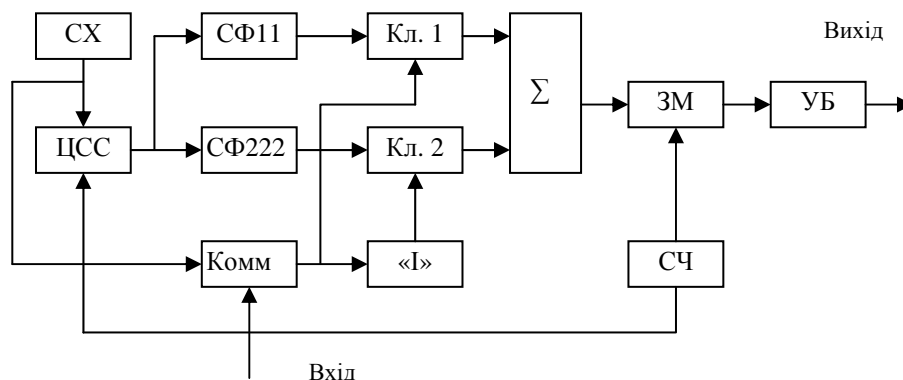 СХ
СФ11
Кл. 1
Вихід
∑
ЗМ
УБ
ЦСС
СФ222
Кл. 2
Комм
«І»
СЧ
Вхід